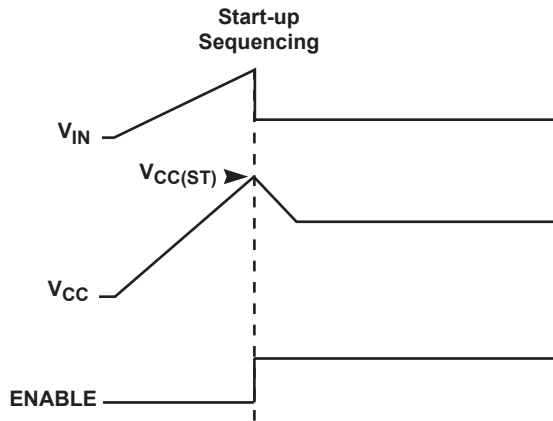 Start-up
Sequencing
VIN
VCC(ST)
VCC
ENABLE